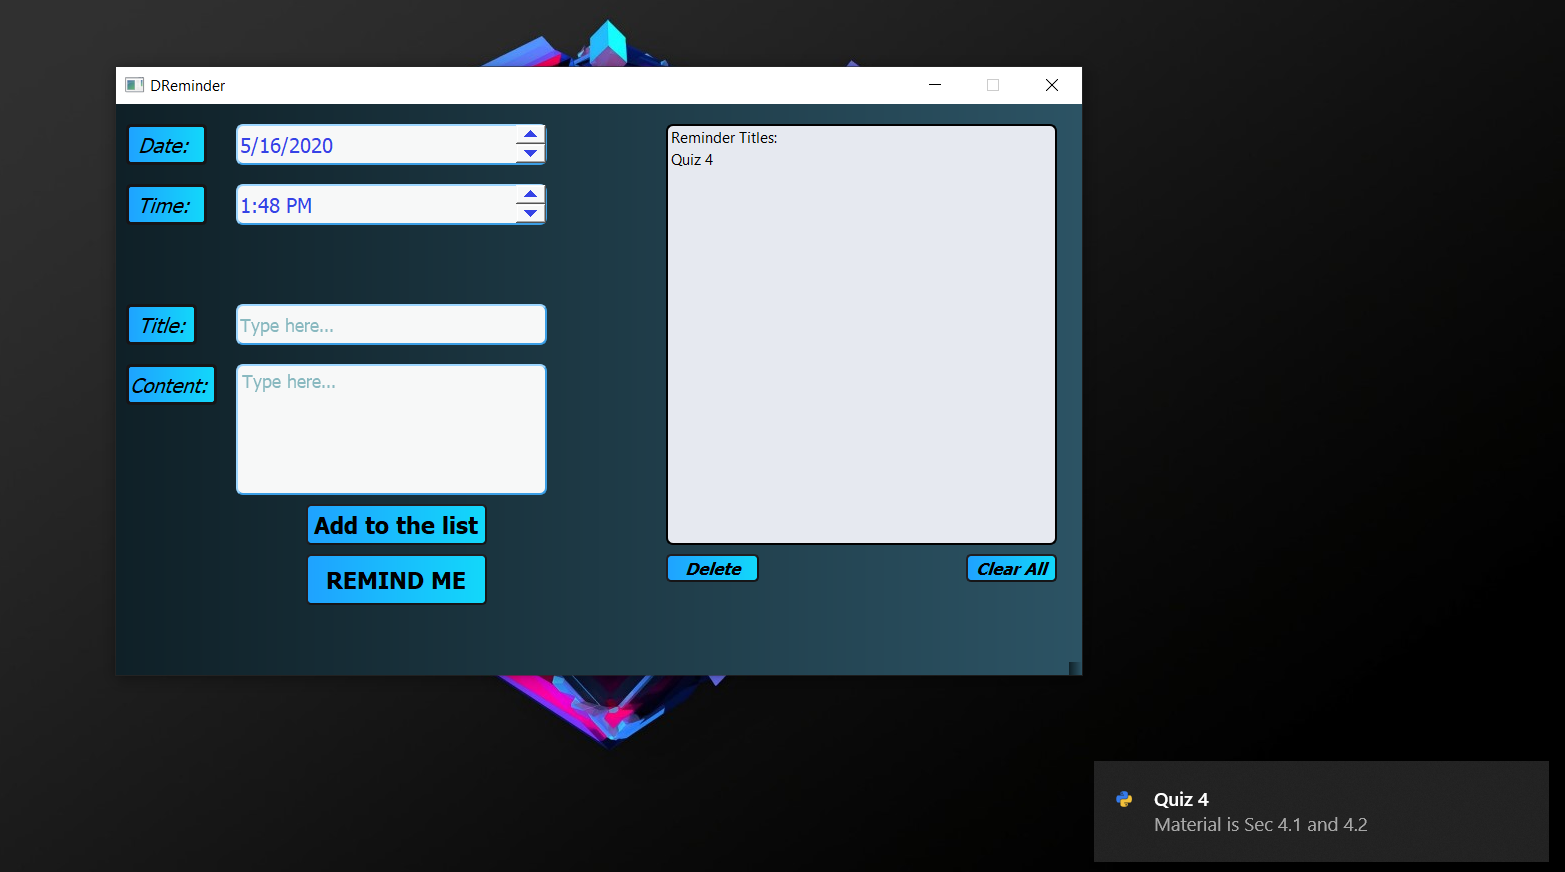 DReminder
Date:
5/16/2020
Time:
1:48 PM
Title:
Type here...
Content:
Type here...
Add to the list
REMIND ME
Reminder Titles:
Quiz 4
Delete
Clear All
Quiz 4
Material is Sec 4.1 and 4.2